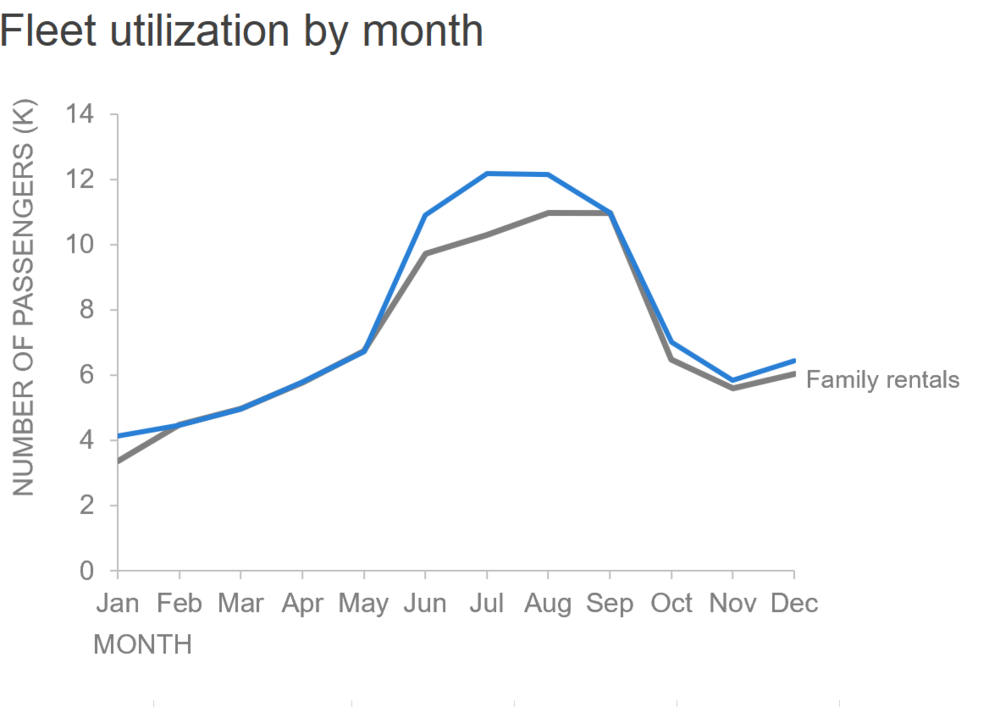 Fleet utilization by month
NUMBER OF PASSENGERS (K)
14
12
10
8
6
4
2
0
Family rentals
Jan Feb Mar Apr May Jun Jul Aug Sep Oct Nov Dec
MONTH